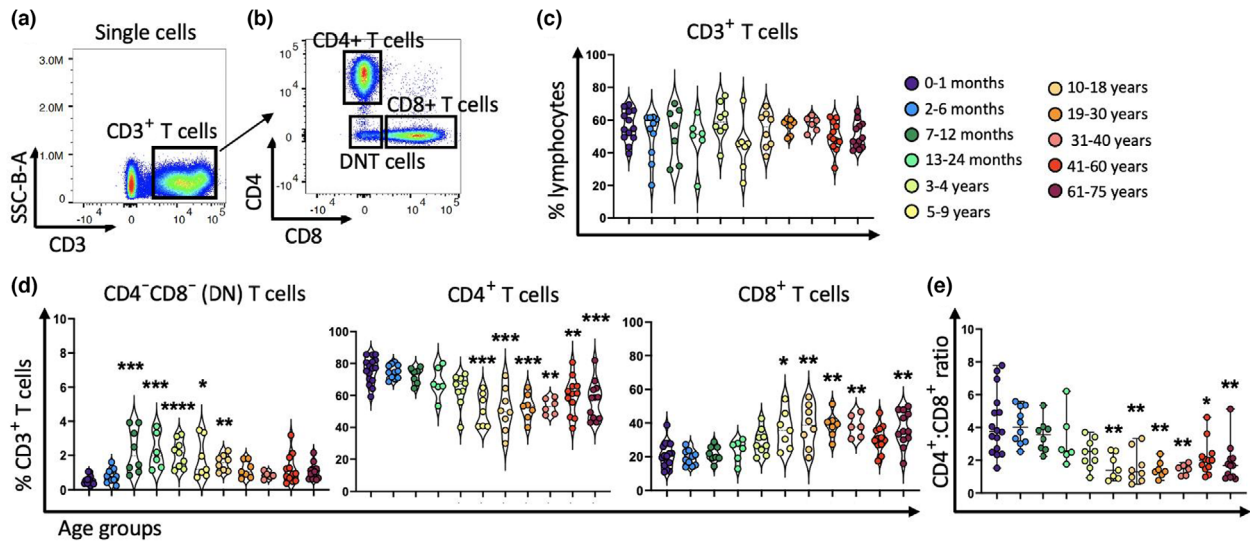 (a)
Single cells
3.0M
2.0M
1.0M
0
CD3⁺ T cells
SSC-B-A
-10⁴
0
10⁴
10⁵
CD3
(b)
CD4+ T cells
10⁵
10⁴
0
-10⁴
CD8+ T cells
DNT cells
CD4
-10⁴
0
10⁴
10⁵
CD8
(c)
CD3⁺ T cells
% lymphocytes
100
80
60
40
20
0
0-1 months
2-6 months
7-12 months
13-24 months
3-4 years
5-9 years
10-18 years
19-30 years
31-40 years
41-60 years
61-75 years
(d)
CD4⁻CD8⁻ (DN) T cells
% CD3⁺ T cells
10
8
6
4
2
0
***
***
****
*
**
CD4⁺ T cells
100
80
60
40
20
0
***
***
***
**
**
***
CD8⁺ T cells
100
80
60
40
20
0
*
**
**
**
**
Age groups
(e)
CD4⁺:CD8⁺ ratio
10
8
6
4
2
0
**
**
**
**
*
**